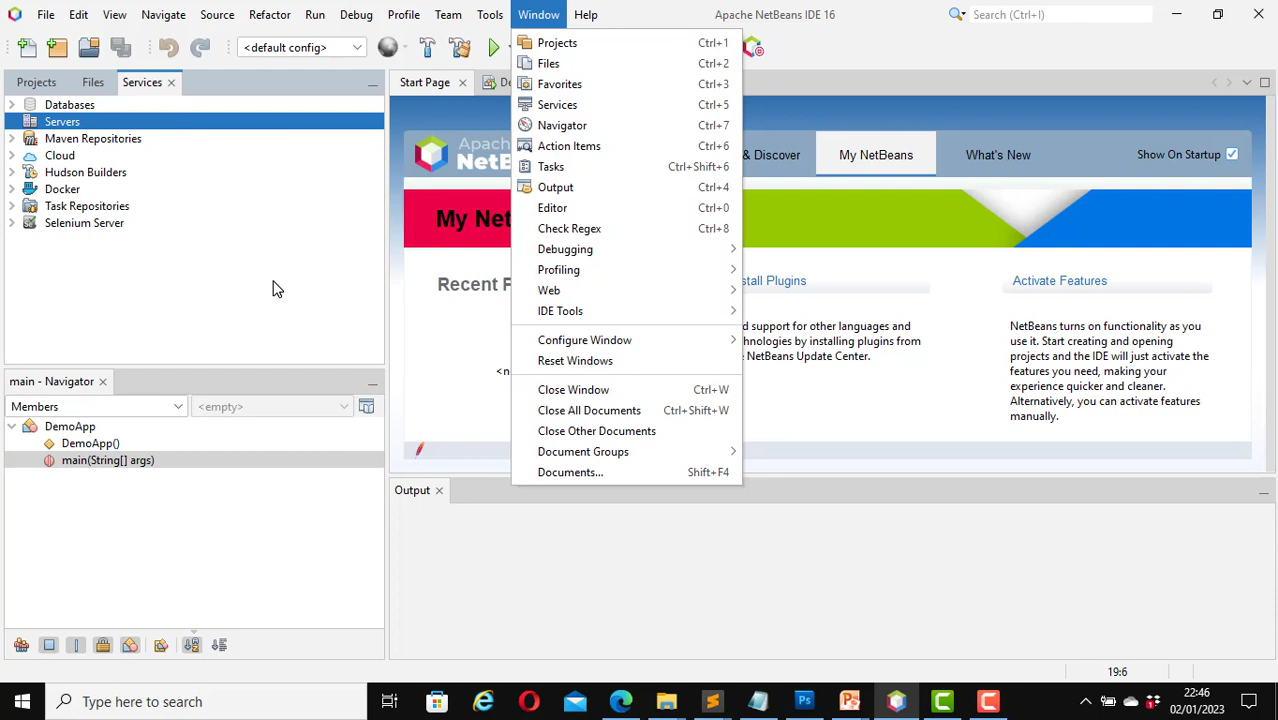 File Edit View Navigate Source Refactor Run Debug Profile Team Tools Window Help Apache NetBeans IDE 16 Search (Ctrl+I)
<default config>
Projects Files Services
Databases
Servers
Maven Repositories
Cloud
Hudson Builders
Docker
Task Repositories
Selenium Server
main - Navigator
Members <empty>
DemoApp
DemoApp()
main(String[] args)
Projects Ctrl+1
Files Ctrl+2
Favorites Ctrl+3
Services Ctrl+5
Navigator Ctrl+7
Action Items Ctrl+6
Tasks Ctrl+Shift+6
Output Ctrl+4
Editor Ctrl+0
Check Regex Ctrl+8
Debugging
Profiling
Web
IDE Tools
Configure Window
Reset Windows
Close Window Ctrl+W
Close All Documents Ctrl+Shift+W
Close Other Documents
Document Groups
Documents... Shift+F4
Start Page De
Apac
NetB
& Discover My NetBeans What's New Show On Startup
My Net
Recent P
stall Plugins
d support for other languages and
hnologies by installing plugins from
NetBeans Update Center.
<n
Activate Features
NetBeans turns on functionality as you
use it. Start creating and opening
projects and the IDE will just activate the
features you need, making your
experience quicker and cleaner.
Alternatively, you can activate features
manually.
Output
19:6
Type here to search
22:46
02/01/2023